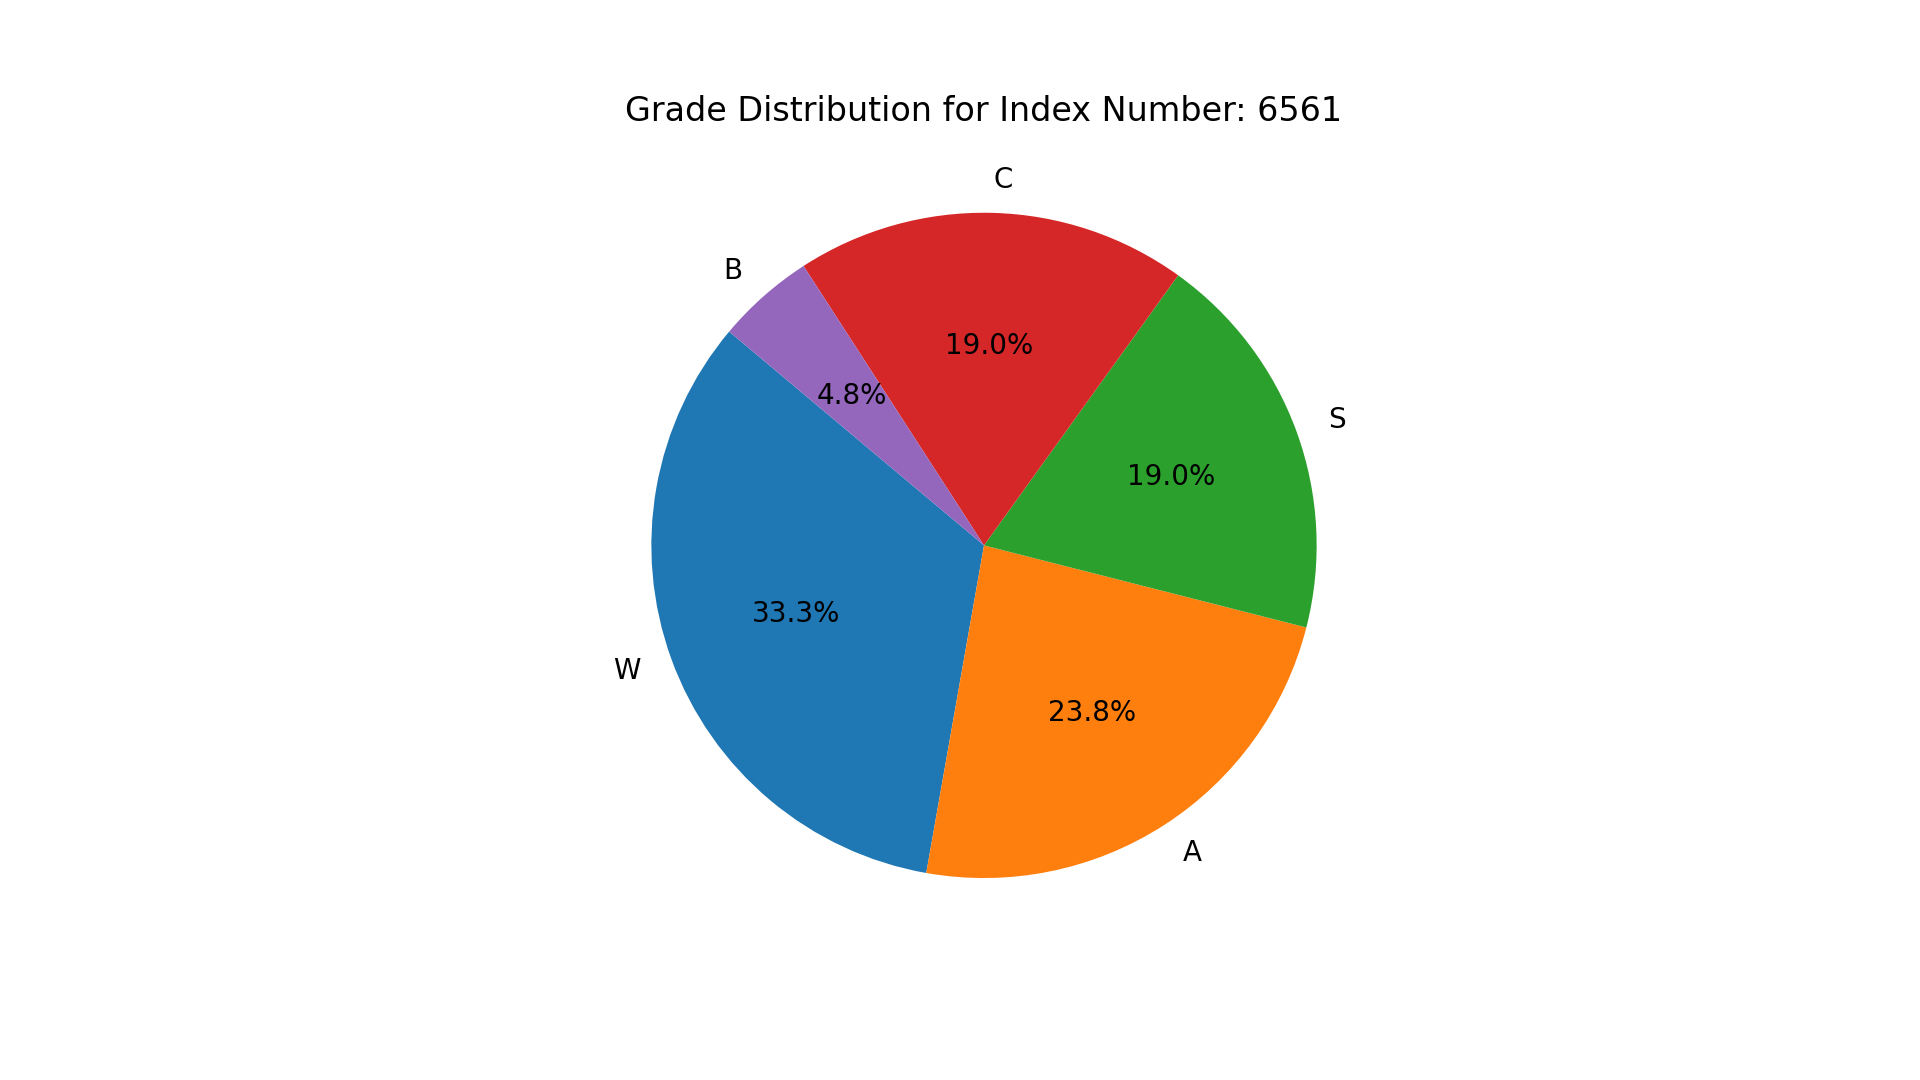 Grade Distribution for Index Number: 6561
C
B
19.0%
4.8%
S
19.0%
33.3%
W
23.8%
A